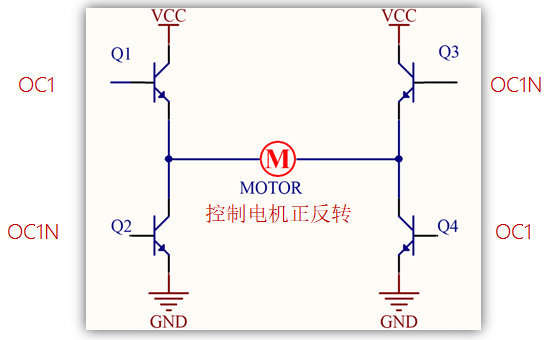 VCC
VCC
Q1
Q3
OC1
OC1N
M
MOTOR
控制电机正反转
OC1N
Q2
Q4
OC1
GND
GND